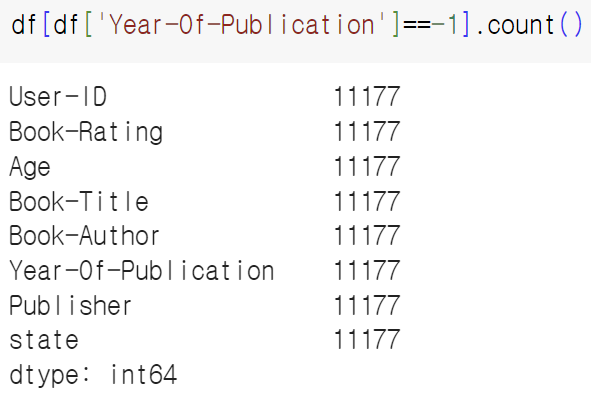 df[df['Year-Of-Publication']==-1].count()
User-ID 11177
Book-Rating 11177
Age 11177
Book-Title 11177
Book-Author 11177
Year-Of-Publication 11177
Publisher 11177
state 11177
dtype: int64